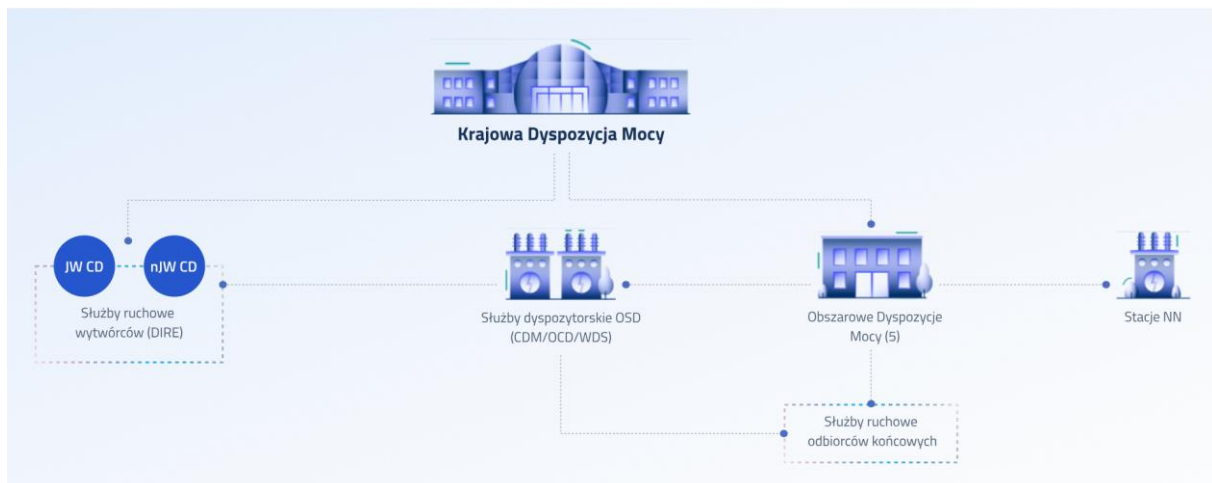 Krajowa Dyspozycja Mocy
JW CD
nJW CD
Służby ruchowe
wytwórców (DIRE)
Służby dyspozytorskie OSD
(CDM/OCD/WDS)
Obszarowe Dyspozycje
Mocy (5)
Stacje NN
Służby ruchowe
odbiorców końcowych